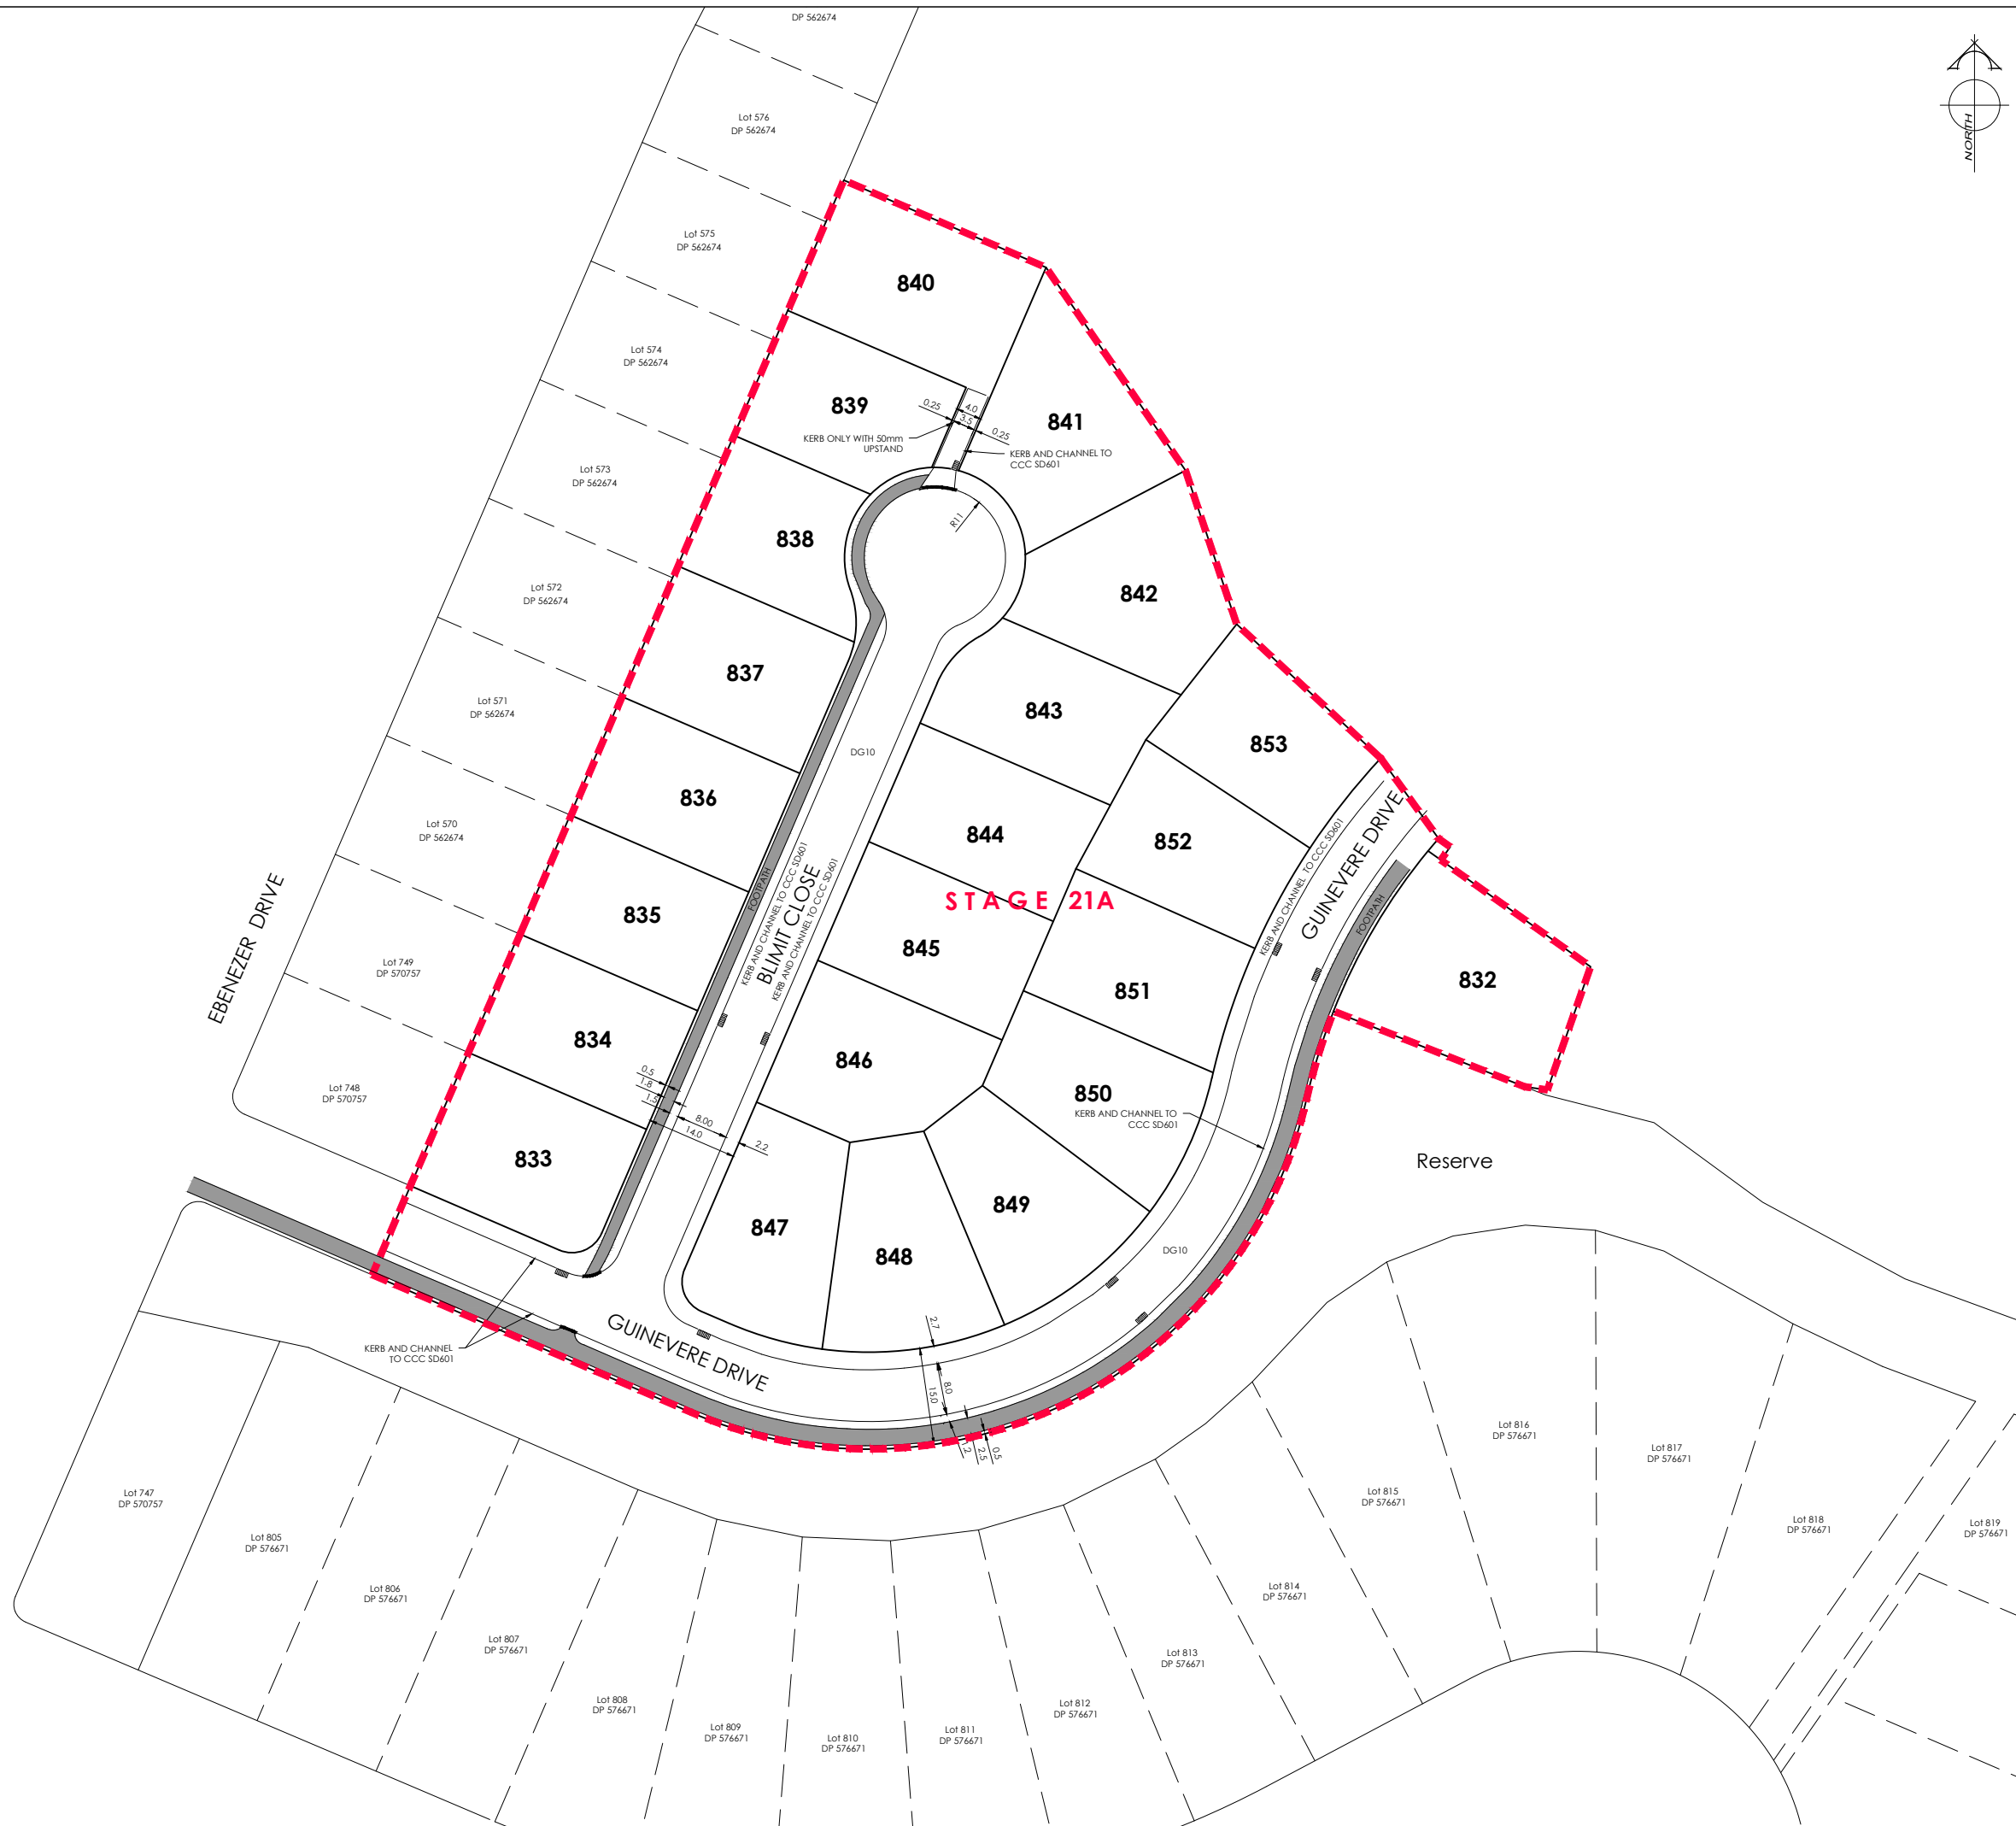 DP 562674
NORTH
Lot 576
DP 562674
Lot 575
DP 562674
Lot 574
DP 562674
Lot 573
DP 562674
Lot 572
DP 562674
Lot 571
DP 562674
Lot 570
DP 562674
Lot 749
DP 570757
Lot 748
DP 570757
EBENEZER DRIVE
840
839
841
0.25
4.0
3.5
0.25
KERB ONLY WITH 50mm
UPSTAND
KERB AND CHANNEL TO
CCC SD601
R11
838
842
837
843
853
DG10
836
844
852
KERB AND CHANNEL TO CCC SD601
GUINEVERE DRIVE
FOOTPATH
STAGE 21A
835
845
851
832
FOOTPATH
KERB AND CHANNEL TO CCC SD601
BLIMIT CLOSE
KERB AND CHANNEL TO CCC SD601
834
846
850
KERB AND CHANNEL TO
CCC SD601
0.5
1.8
1.5
8.00
14.0
2.2
833
847
848
849
Reserve
DG10
KERB AND CHANNEL
TO CCC SD601
GUINEVERE DRIVE
2.7
15.0
8.0
1.2
2.5
0.5
Lot 747
DP 570757
Lot 805
DP 576671
Lot 806
DP 576671
Lot 807
DP 576671
Lot 808
DP 576671
Lot 809
DP 576671
Lot 810
DP 576671
Lot 811
DP 576671
Lot 812
DP 576671
Lot 813
DP 576671
Lot 814
DP 576671
Lot 815
DP 576671
Lot 816
DP 576671
Lot 817
DP 576671
Lot 818
DP 576671
Lot 819
DP 576671